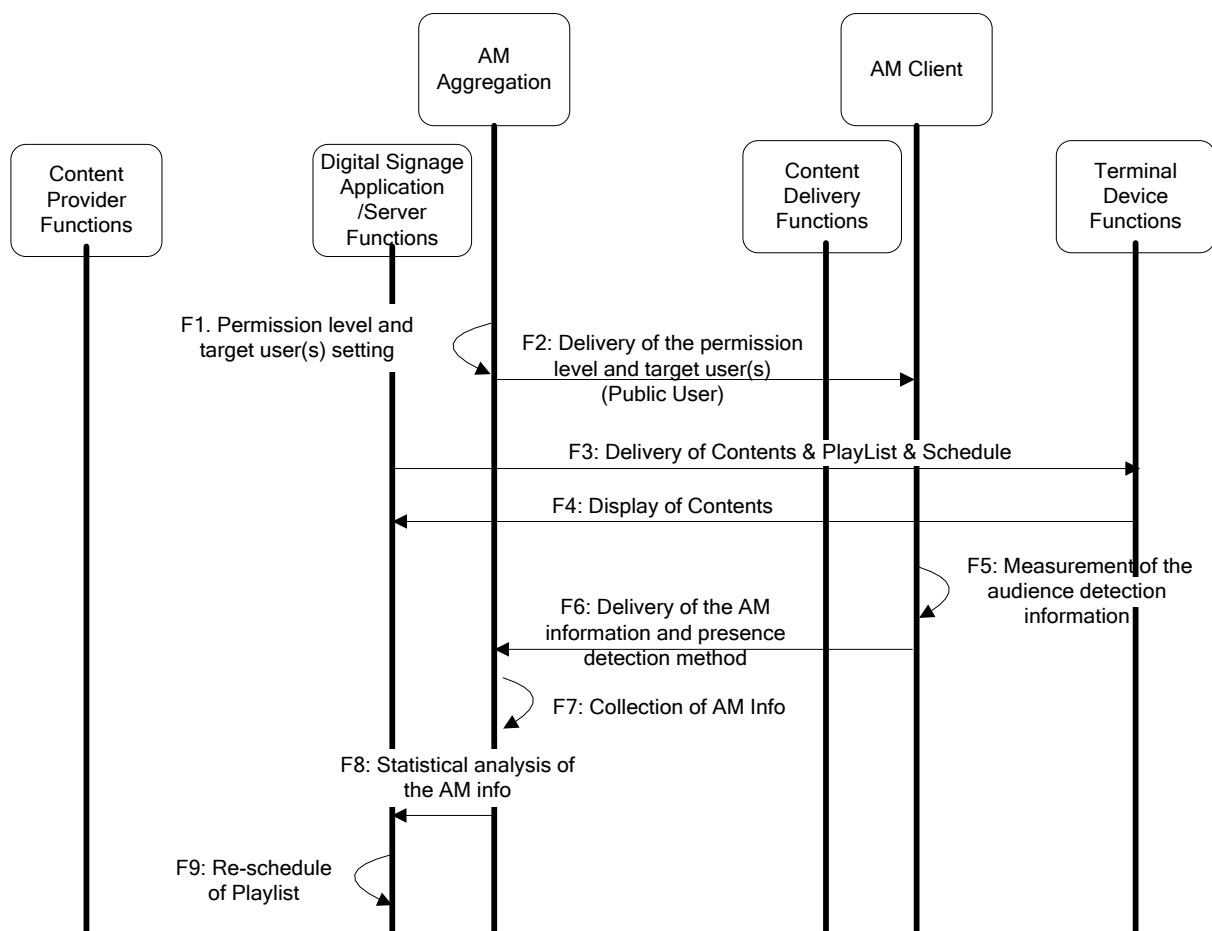 AM
Aggregation
AM Client
Content
Provider
Functions
Digital Signage
Application
/Server
Functions
Content
Delivery
Functions
Terminal
Device
Functions
F1. Permission level and
target user(s) setting
F2: Delivery of the permission
level and target user(s)
(Public User)
F3: Delivery of Contents & PlayList & Schedule
F4: Display of Contents
F5: Measurement of the
audience detection
information
F6: Delivery of the AM
information and presence
detection method
F7: Collection of AM Info
F8: Statistical analysis of
the AM info
F9: Re-schedule
of Playlist